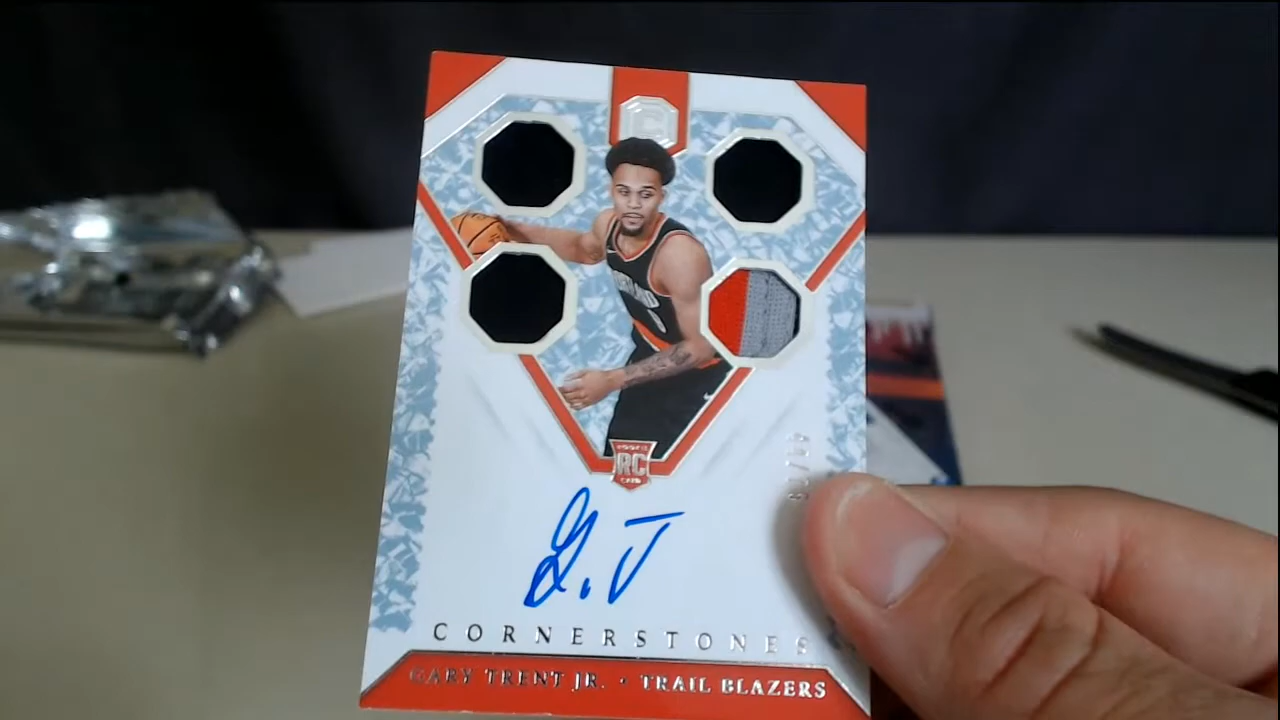 RC
G. T
CORNERSTONES
GARY TRENT JR. • TRAIL BLAZERS